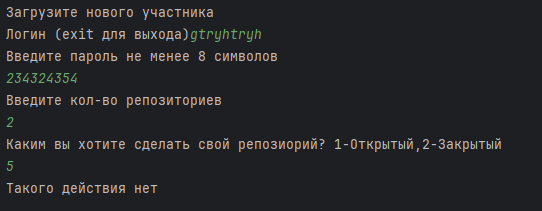 Загрузите нового участника
Логин (exit для выхода)gtryhtryh
Введите пароль не менее 8 символов
234324354
Введите кол-во репозиториев
2
Каким вы хотите сделать свой репозиорий? 1-Открытый,2-Закрытый
5
Такого действия нет